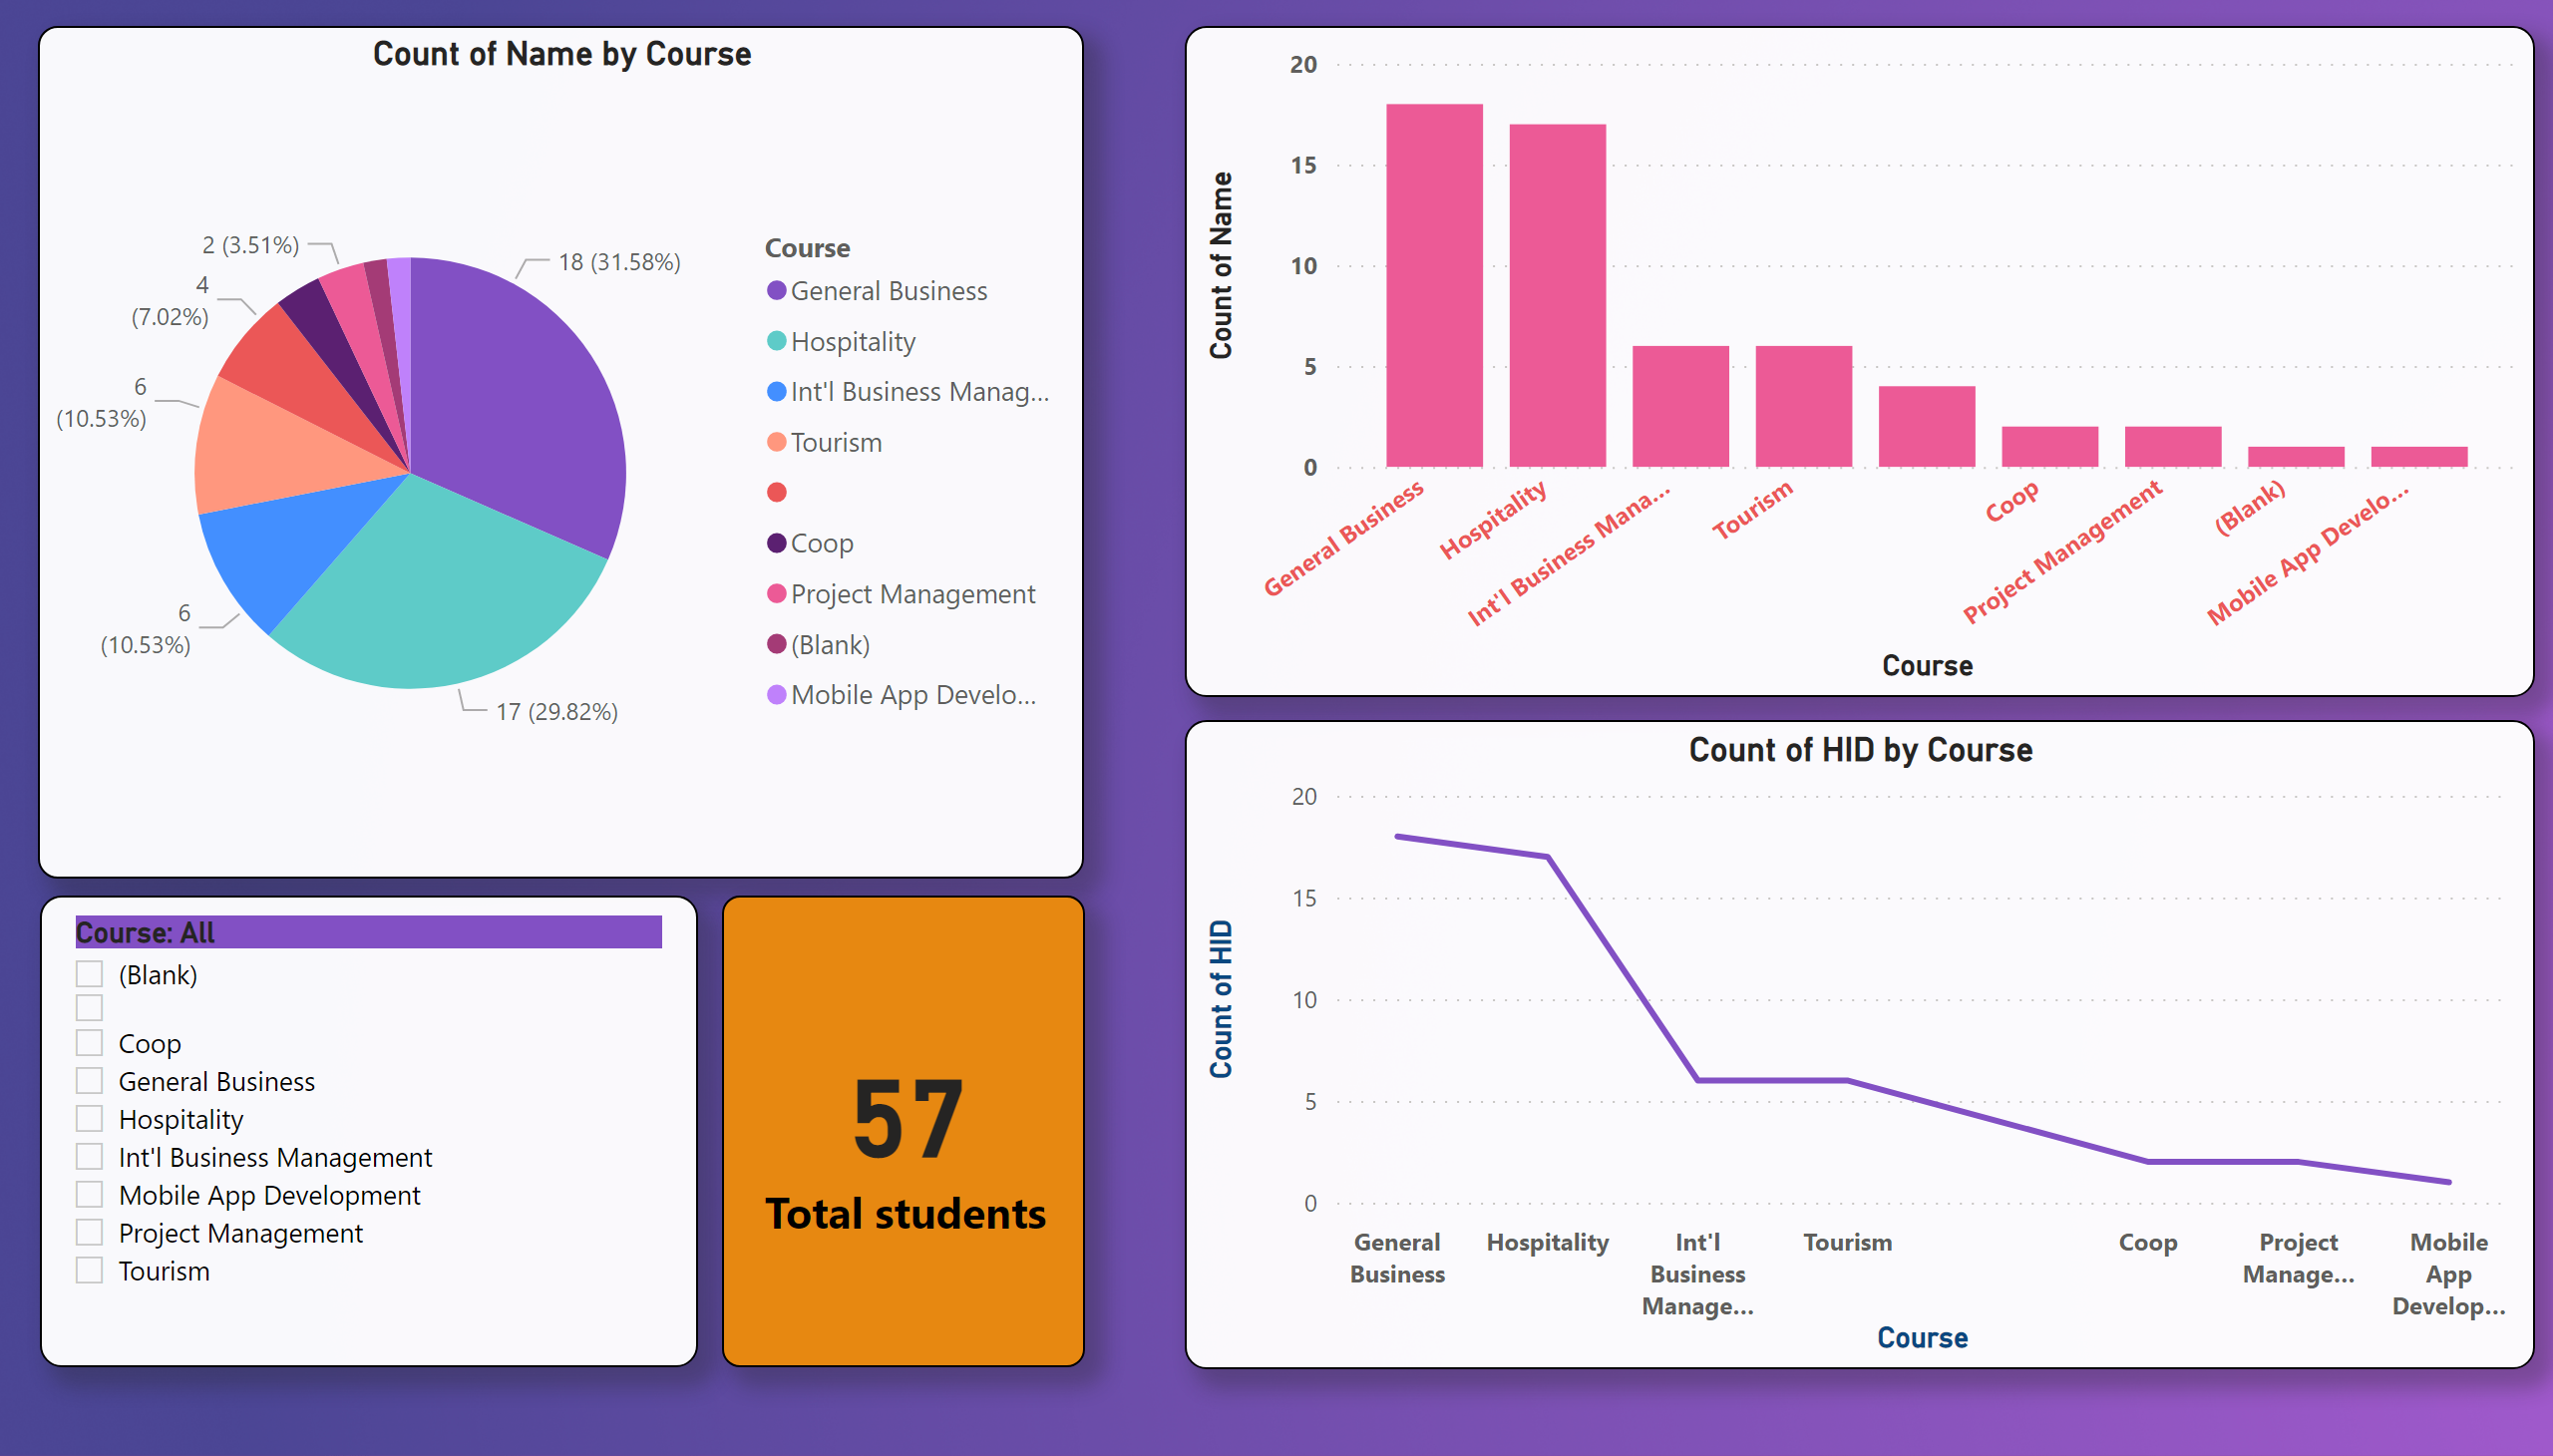 Count of Name by Course
2 (3.51%)
18 (31.58%)
4
(7.02%)
6
(10.53%)
6
(10.53%)
17 (29.82%)
Course
General Business
Hospitality
Int'l Business Manag...
Tourism
Coop
Project Management
(Blank)
Mobile App Develo...
Count of Name
20
15
10
5
0
General Business
Hospitality
Int'l Business Mana...
Tourism
Coop
Project Management
(Blank)
Mobile App Develo...
Course
Course: All
(Blank)
Coop
General Business
Hospitality
Int'l Business Management
Mobile App Development
Project Management
Tourism
57
Total students
Count of HID by Course
Count of HID
20
15
10
5
0
General
Business
Hospitality
Int'l
Business
Manage...
Tourism
Coop
Project
Manage...
Mobile
App
Develop...
Course